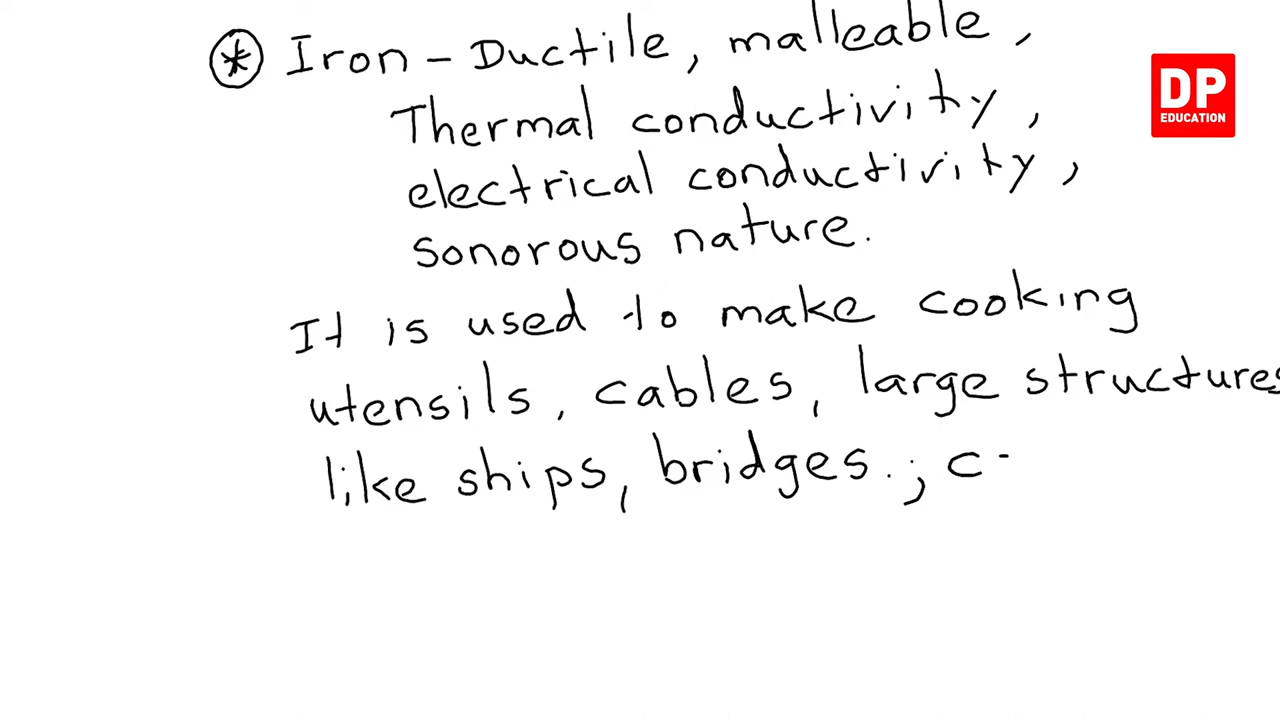 * Iron - Ductile, malleable,
DP
EDUCATION
Thermal conductivity,
electrical conductivity,
sonorous nature.
It is used to make cooking
utensils, cables, large structures
like ships, bridges.; c